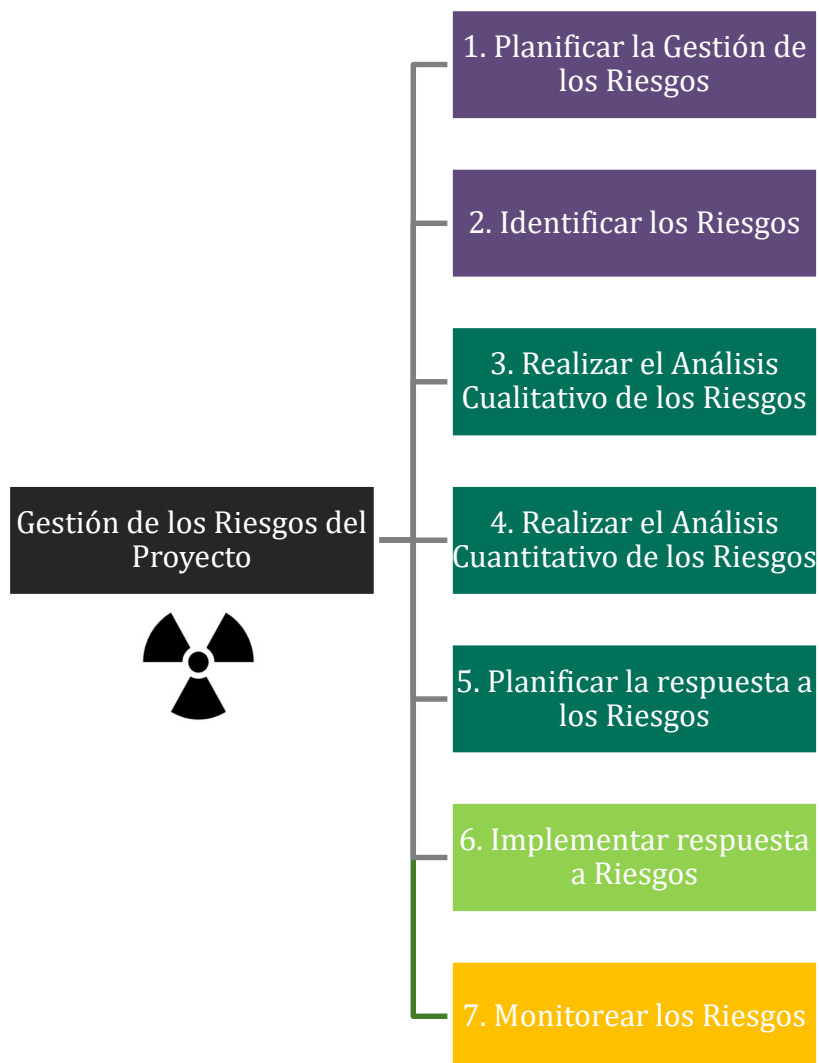 1. Planificar la Gestión de
los Riesgos
2. Identificar los Riesgos
3. Realizar el Análisis
Cualitativo de los Riesgos
Gestión de los Riesgos del
Proyecto
4. Realizar el Análisis
Cuantitativo de los Riesgos
5. Planificar la respuesta a
los Riesgos
6. Implementar respuesta
a Riesgos
7. Monitorear los Riesgos